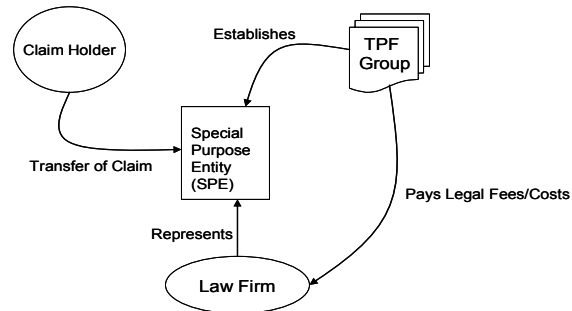 Establishes
TPF
Group
Claim Holder
Special
Purpose
Entity
(SPE)
Transfer of Claim
Pays Legal Fees/Costs
Represents
Law Firm